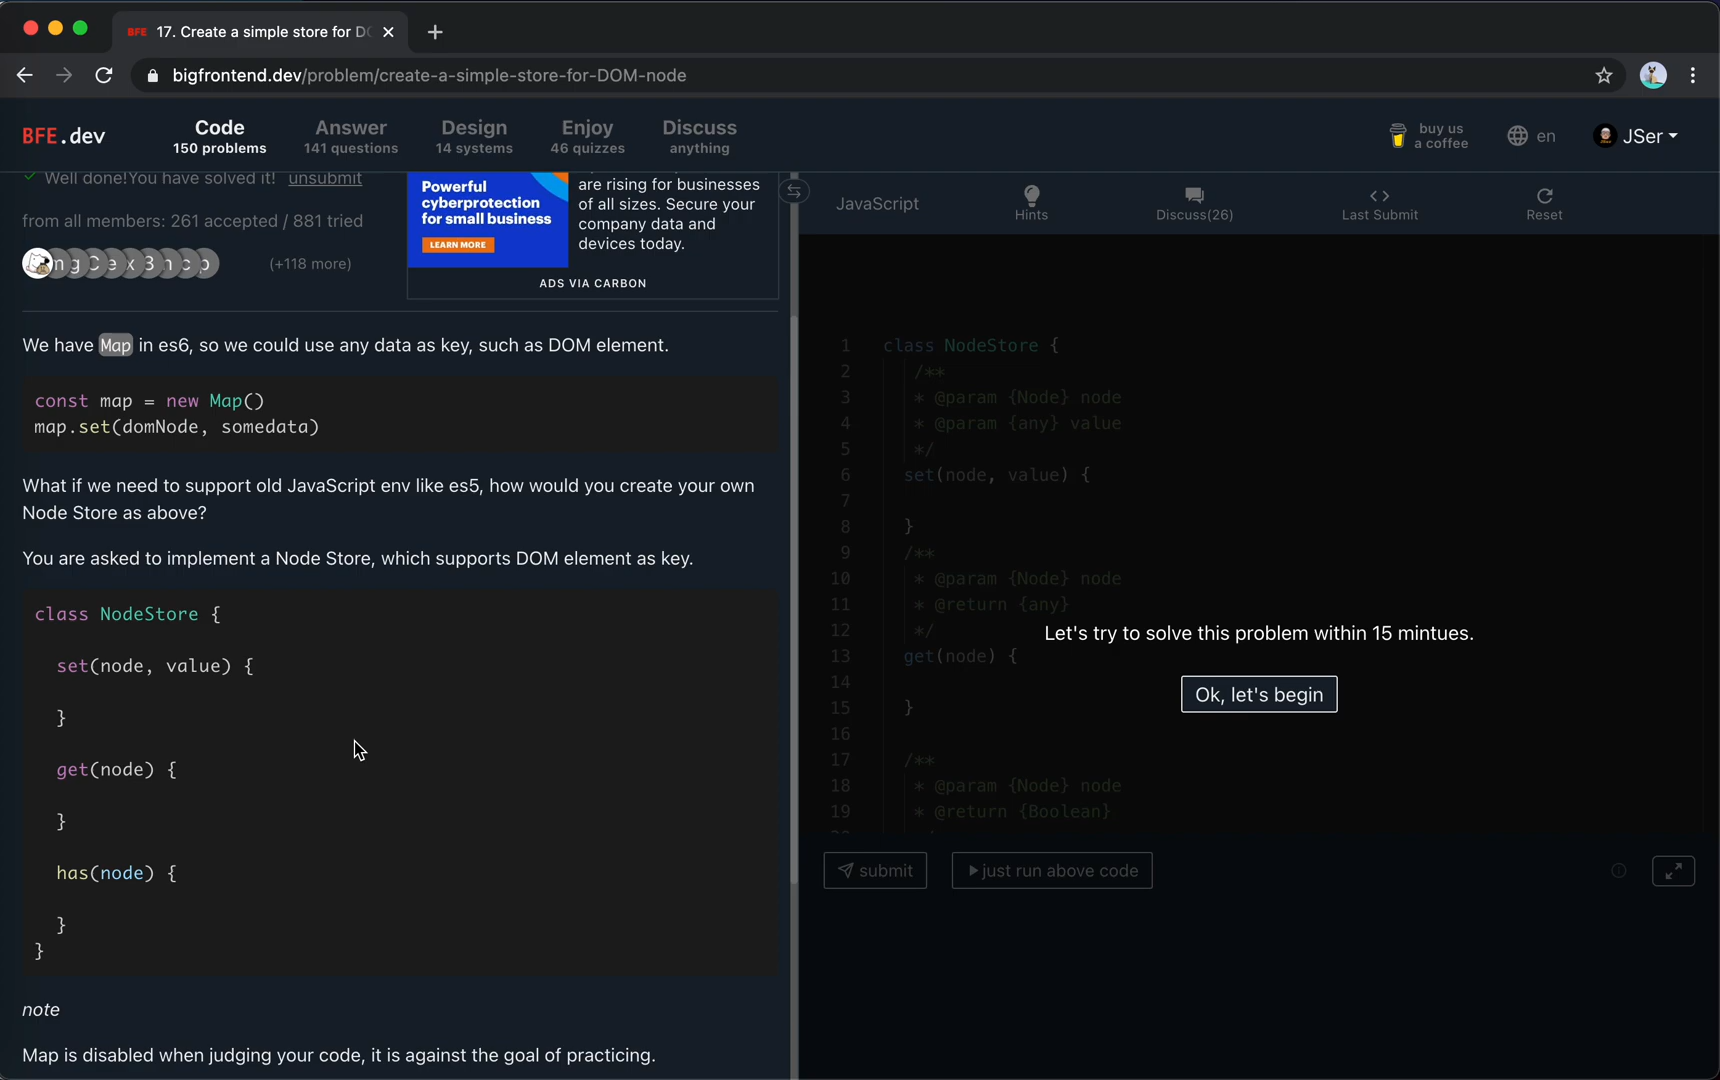 BFE 17. Create a simple store for DO
bigfrontend.dev/problem/create-a-simple-store-for-DOM-node
BFE.dev
Code
150 problems
Answer
141 questions
Design
14 systems
Enjoy
46 quizzes
Discuss
anything
buy us
a coffee
en
JSer
Well done!You have solved it! unsubmit
from all members: 261 accepted / 881 tried
n g C e x 3 n c p
(+118 more)
Powerful
cyberprotection
for small business
LEARN MORE
are rising for businesses
of all sizes. Secure your
company data and
devices today.
ADS VIA CARBON
We have Map in es6, so we could use any data as key, such as DOM element.
const map = new Map()
map.set(domNode, somedata)
What if we need to support old JavaScript env like es5, how would you create your own
Node Store as above?
You are asked to implement a Node Store, which supports DOM element as key.
class NodeStore {
set(node, value) {
}
get(node) {
}
has(node) {
}
}
note
Map is disabled when judging your code, it is against the goal of practicing.
JavaScript
Hints
Discuss(26)
Last Submit
Reset
1 class NodeStore {
2 /**
3 * @param {Node} node
4 * @param {any} value
5 */
6 set(node, value) {
7
8 }
9 /**
10 * @param {Node} node
11 * @return {any}
12 */
13 get(node) {
14
15 }
16
17 /**
18 * @param {Node} node
19 * @return {Boolean}
Let's try to solve this problem within 15 mintues.
Ok, let's begin
submit
just run above code